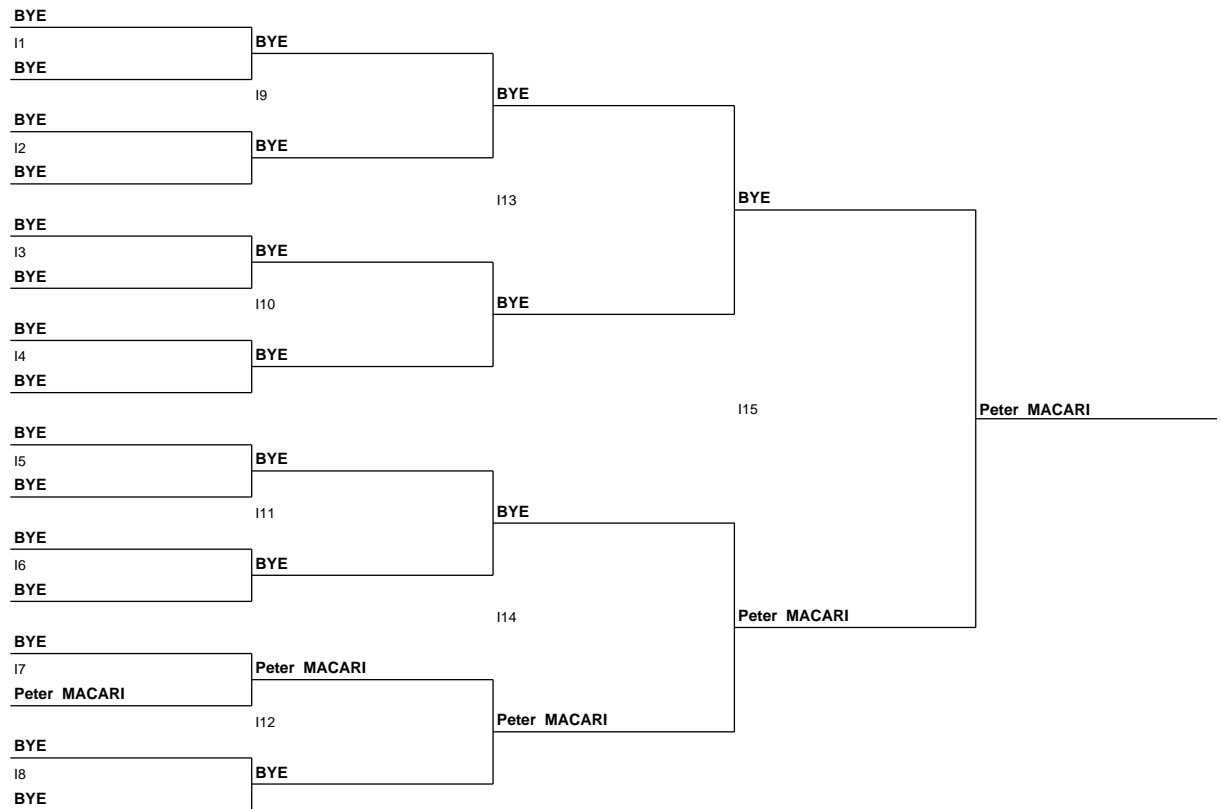 BYE
I1
BYE
BYE
I9
BYE
BYE
I2
BYE
BYE
I13
BYE
BYE
I3
BYE
BYE
I10
BYE
BYE
I4
BYE
BYE
I15
Peter MACARI
BYE
I5
BYE
BYE
I11
BYE
BYE
I6
BYE
BYE
I14
Peter MACARI
BYE
I7
Peter MACARI
Peter MACARI
I12
Peter MACARI
BYE
I8
BYE
BYE